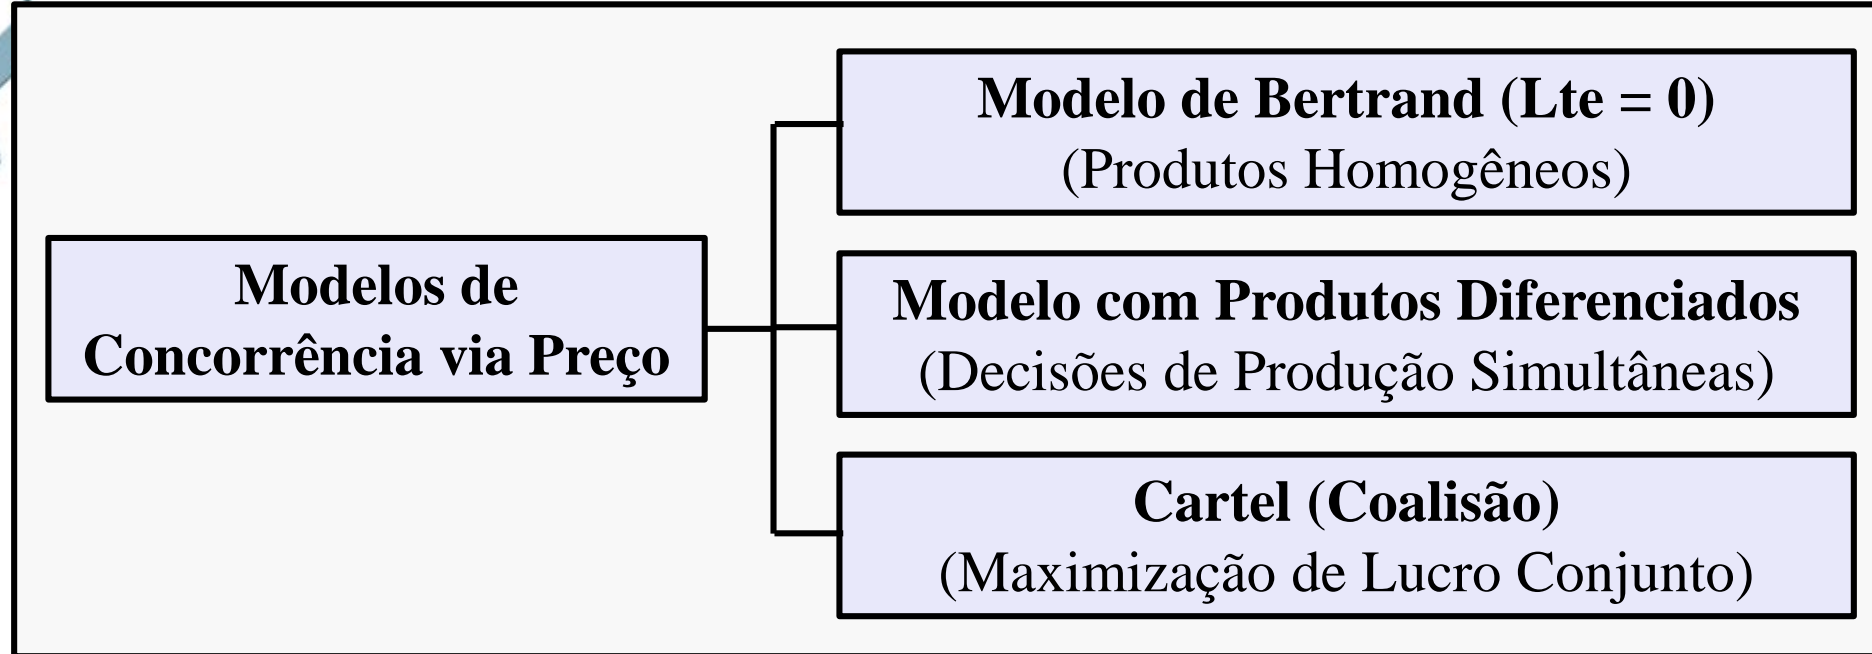 Modelos de
Concorrência via Preço
Modelo de Bertrand (Lte = 0)
(Produtos Homogêneos)
Modelo com Produtos Diferenciados
(Decisões de Produção Simultâneas)
Cartel (Coalisão)
(Maximização de Lucro Conjunto)